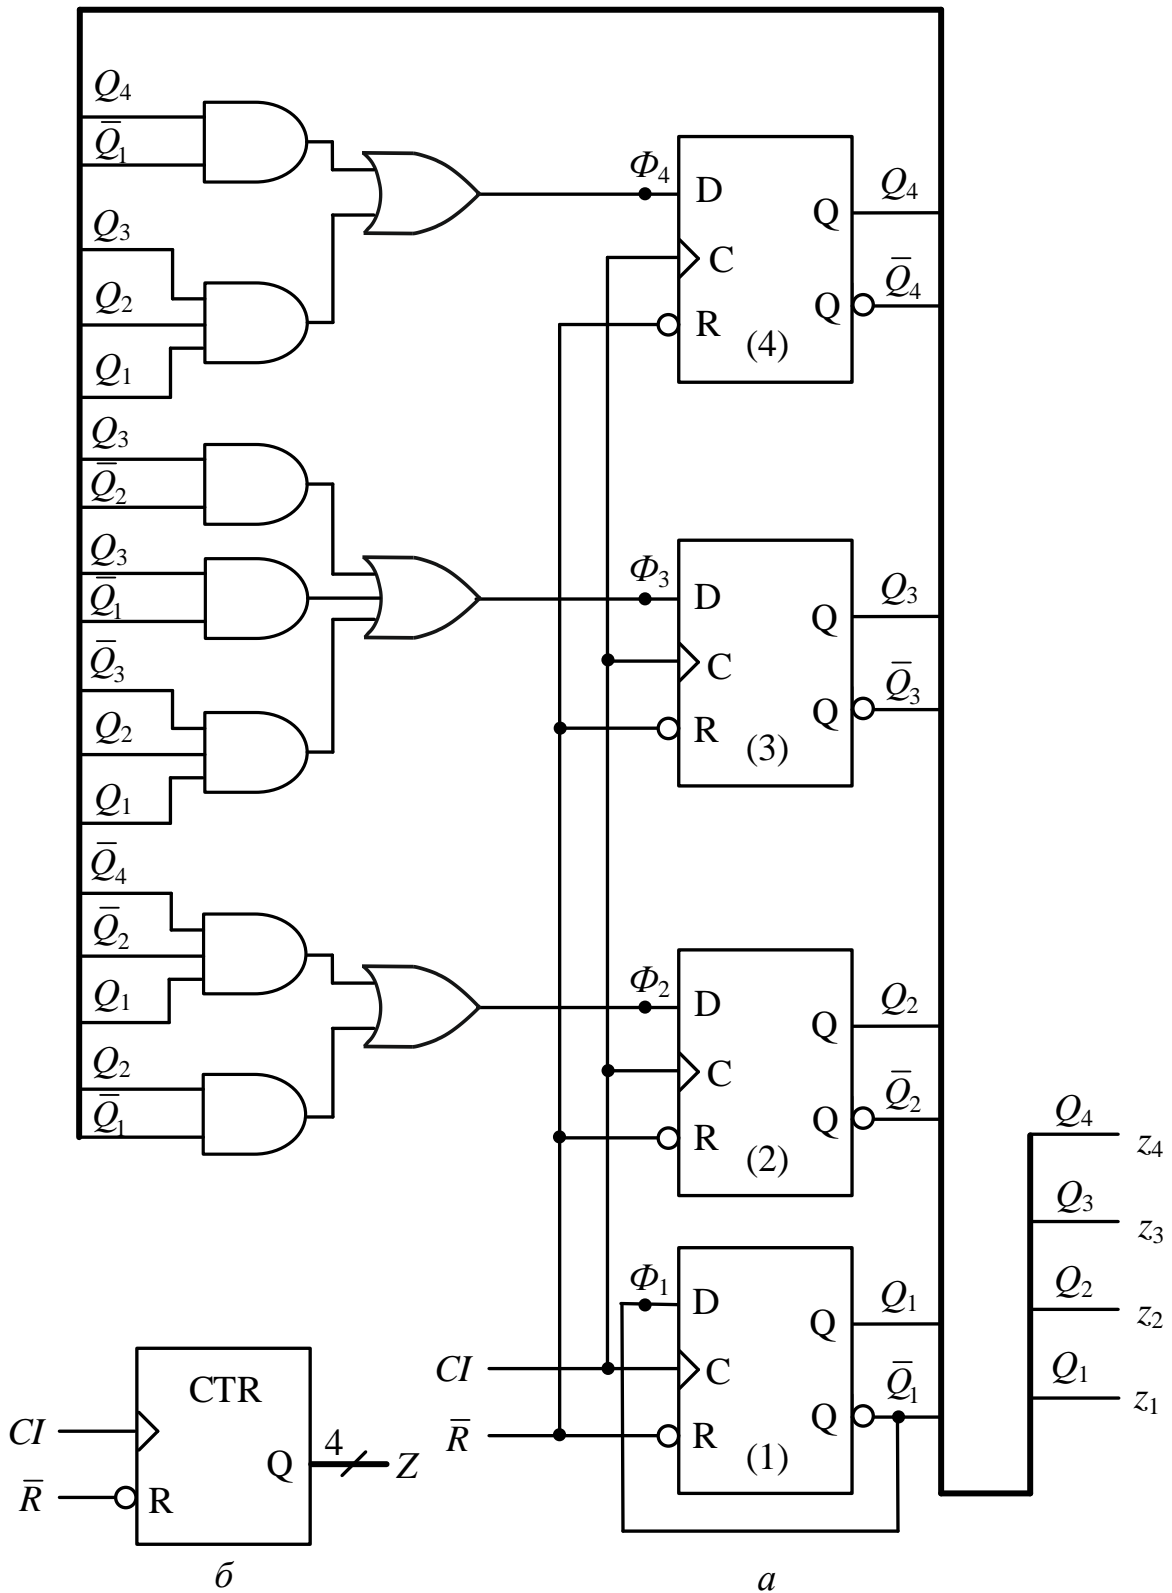 Q4
Q̅1
Q3
Q2
Q1
Φ4
D
C
R
Q
Q
(4)
Q4
Q̅4
Q3
Q̅2
Q3
Q̅1
Q̅3
Q2
Q1
Φ3
D
C
R
Q
Q
(3)
Q3
Q̅3
Q̅4
Q̅2
Q1
Q2
Q̅1
Φ2
D
C
R
Q
Q
(2)
Q2
Q̅2
CI
R̅
Φ1
D
C
R
Q
Q
(1)
Q1
Q̅1
Q4 z4
Q3 z3
Q2 z2
Q1 z1
CTR
CI
R̅
R
Q
4
Z
б
а